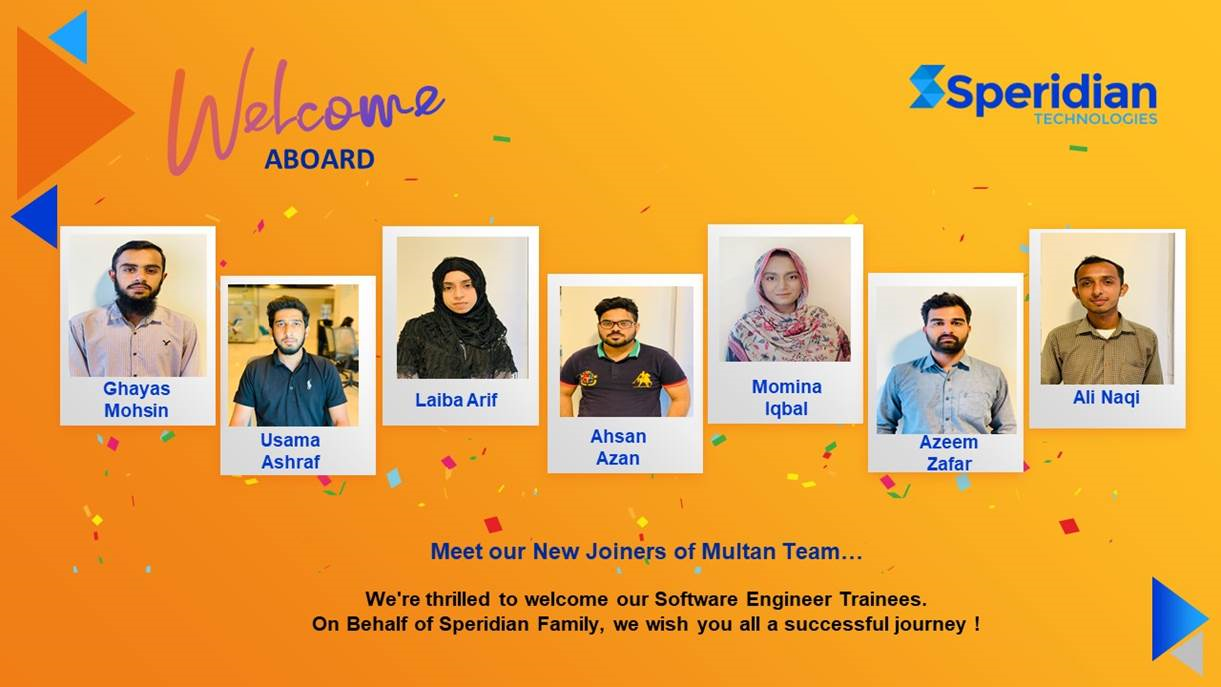 Welcome
ABOARD
Speridian
TECHNOLOGIES
Ghayas
Mohsin
Usama
Ashraf
Laiba Arif
Ahsan
Azan
Momina
Iqbal
Azeem
Zafar
Ali Naqi
Meet our New Joiners of Multan Team…
We're thrilled to welcome our Software Engineer Trainees.
On Behalf of Speridian Family, we wish you all a successful journey !